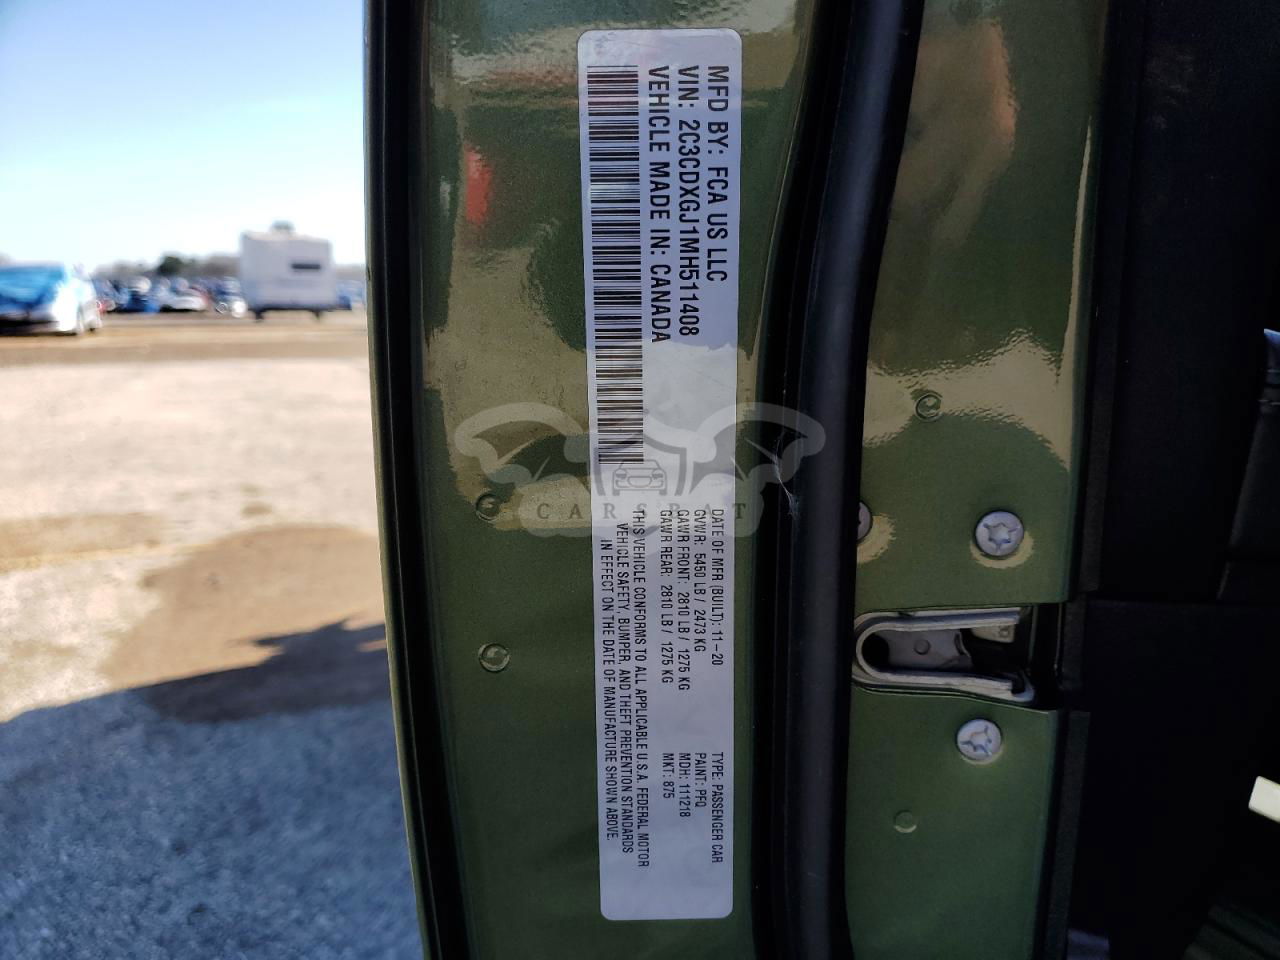 MFD BY: FCA US LLC
VIN: 2C3CDXGJ1MH511408
VEHICLE MADE IN: CANADA
DATE OF MFR (BUILT): 11-20
GVWR: 5450 LB / 2473 KG
GAWR FRONT: 2810 LB / 1275 KG
GAWR REAR: 2810 LB / 1275 KG
THIS VEHICLE CONFORMS TO ALL APPLICABLE U.S.A. FEDERAL MOTOR
VEHICLE SAFETY, BUMPER, AND THEFT PREVENTION STANDARDS
IN EFFECT ON THE DATE OF MANUFACTURE SHOWN ABOVE.
TYPE: PASSENGER CAR
PAINT: PFQ
MDH: 111218
MKT: 875
CARSBAT